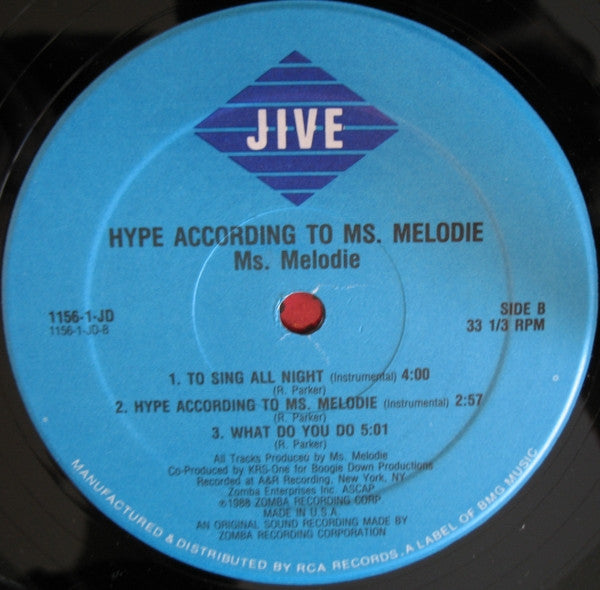 JIVE
HYPE ACCORDING TO MS. MELODIE
Ms. Melodie
1156-1-JD
1156-1-JD-B
SIDE B
33 1/3 RPM
1. TO SING ALL NIGHT (Instrumental) 4:00
(R. Parker)
2. HYPE ACCORDING TO MS. MELODIE (Instrumental) 2:57
(R. Parker)
3. WHAT DO YOU DO 5:01
(R. Parker)
All Tracks Produced by Ms. Melodie
Co-Produced by KRS-One for Boogie Down Productions
Recorded at A&R Recording, New York, NY
Zomba Enterprises Inc. ASCAP
℗1988 ZOMBA RECORDING CORP
MADE IN U.S.A.
AN ORIGINAL SOUND RECORDING MADE BY
ZOMBA RECORDING CORPORATION
MANUFACTURED & DISTRIBUTED BY RCA RECORDS. A LABEL OF BMG MUSIC